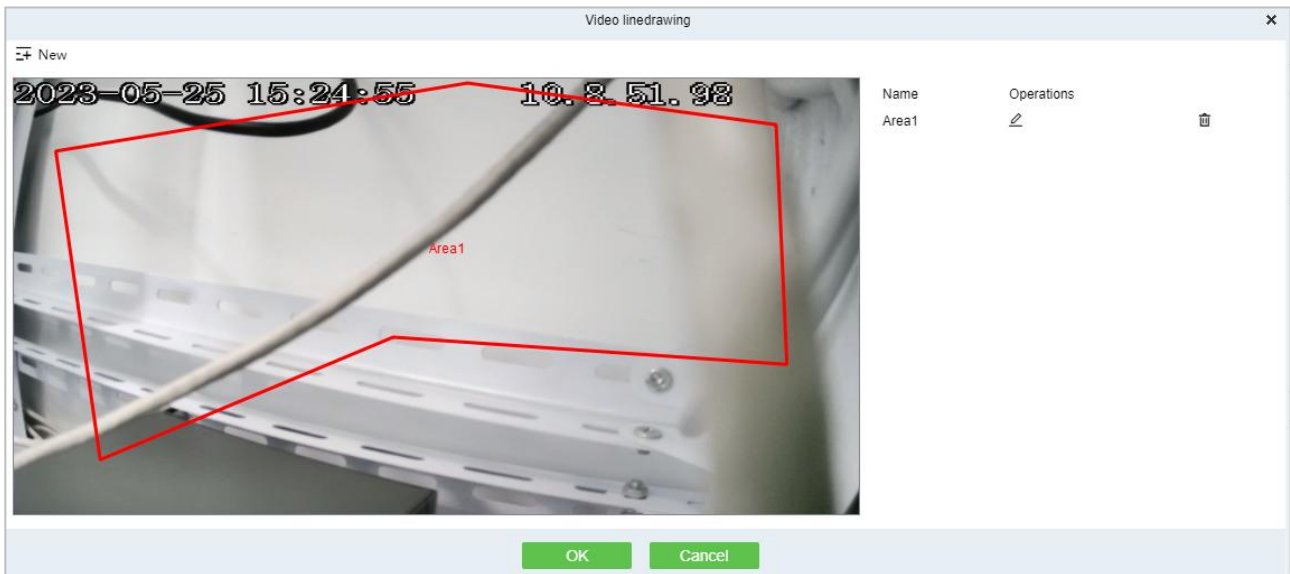 Video linedrawing
New
2023-05-25 15:24:55 10.8.51.98
Name Operations
Area1
Area1
OK Cancel